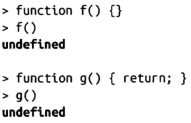 > function f() {}
> f()
undefined
> function g() { return; }
> g()
undefined